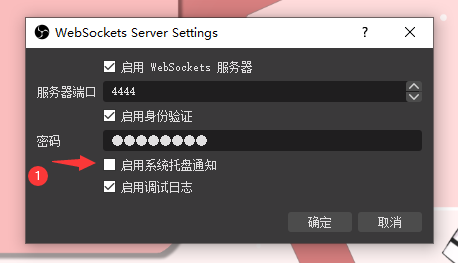 WebSockets Server Settings
启用 WebSockets 服务器
服务器端口 4444
启用身份验证
密码
1 启用系统托盘通知
启用调试日志
确定 取消